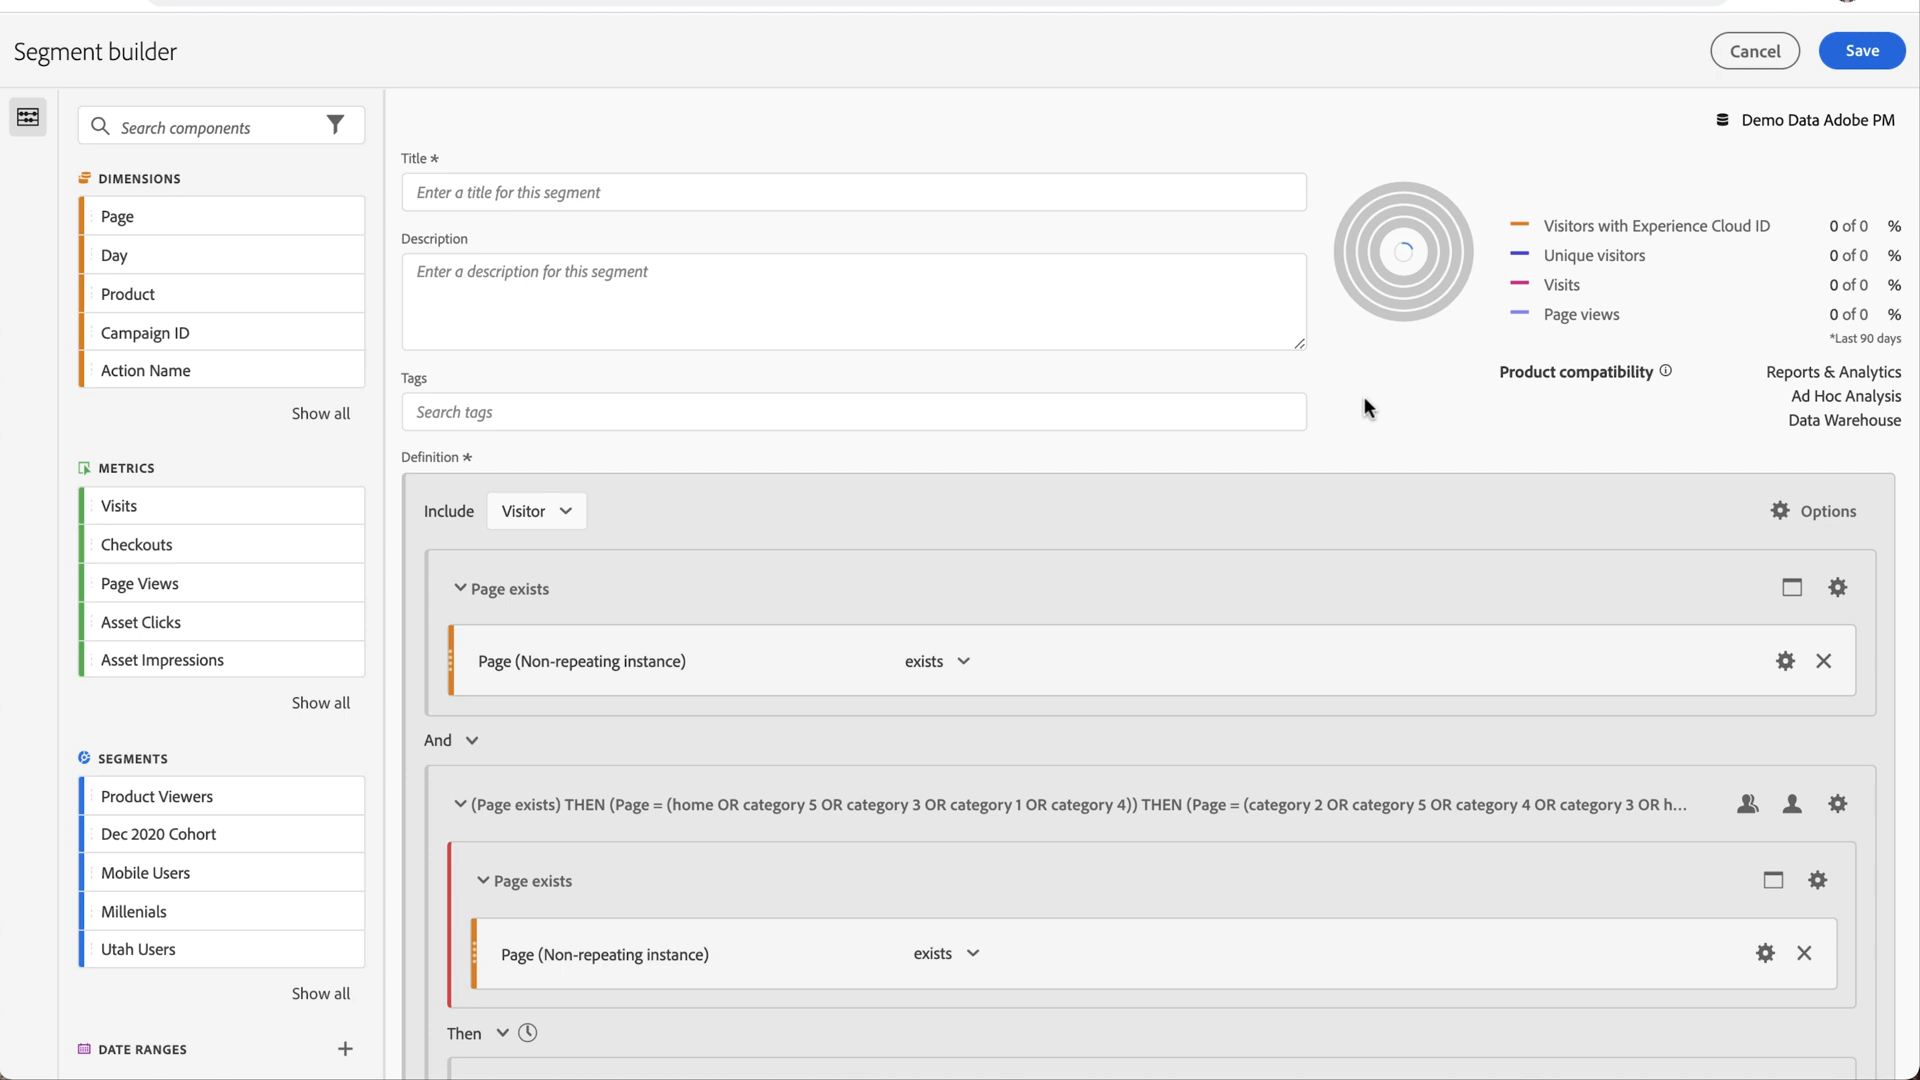 Segment builder
Cancel
Save
Search components
Demo Data Adobe PM
DIMENSIONS
Page
Day
Product
Campaign ID
Action Name
Show all
METRICS
Visits
Checkouts
Page Views
Asset Clicks
Asset Impressions
Show all
SEGMENTS
Product Viewers
Dec 2020 Cohort
Mobile Users
Millenials
Utah Users
Show all
DATE RANGES
Title *
Enter a title for this segment
Description
Enter a description for this segment
Tags
Search tags
Visitors with Experience Cloud ID 0 of 0 %
Unique visitors 0 of 0 %
Visits 0 of 0 %
Page views 0 of 0 %
*Last 90 days
Product compatibility Reports & Analytics
Ad Hoc Analysis
Data Warehouse
Definition *
Include Visitor
Options
Page exists
Page (Non-repeating instance) exists
And
(Page exists) THEN (Page = (home OR category 5 OR category 3 OR category 1 OR category 4)) THEN (Page = (category 2 OR category 5 OR category 4 OR category 3 OR h...
Page exists
Page (Non-repeating instance) exists
Then